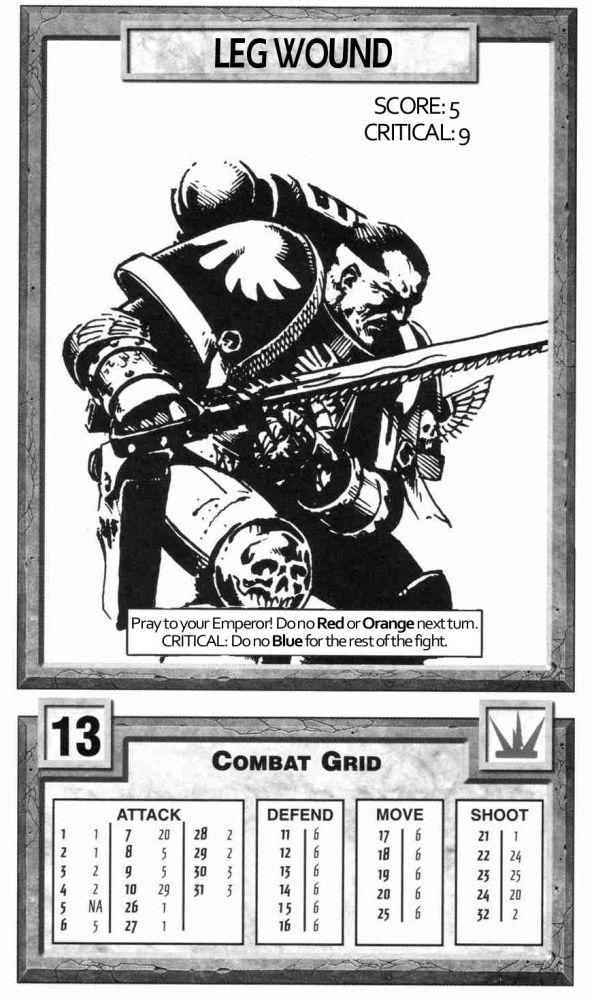 LEG WOUND
SCORE: 5
CRITICAL: 9
Pray to your Emperor! Do no Red or Orange next turn.
CRITICAL: Do no Blue for the rest of the fight.
13
COMBAT GRID
ATTACK DEFEND MOVE SHOOT
1 1 7 20 28 2 11 6 17 6 21 1
2 1 8 5 29 2 12 6 18 6 22 24
3 2 9 5 30 3 13 6 19 6 23 25
4 2 10 29 31 3 14 6 20 6 24 20
5 NA 26 1 15 6 25 6 32 2
6 5 27 1 16 6